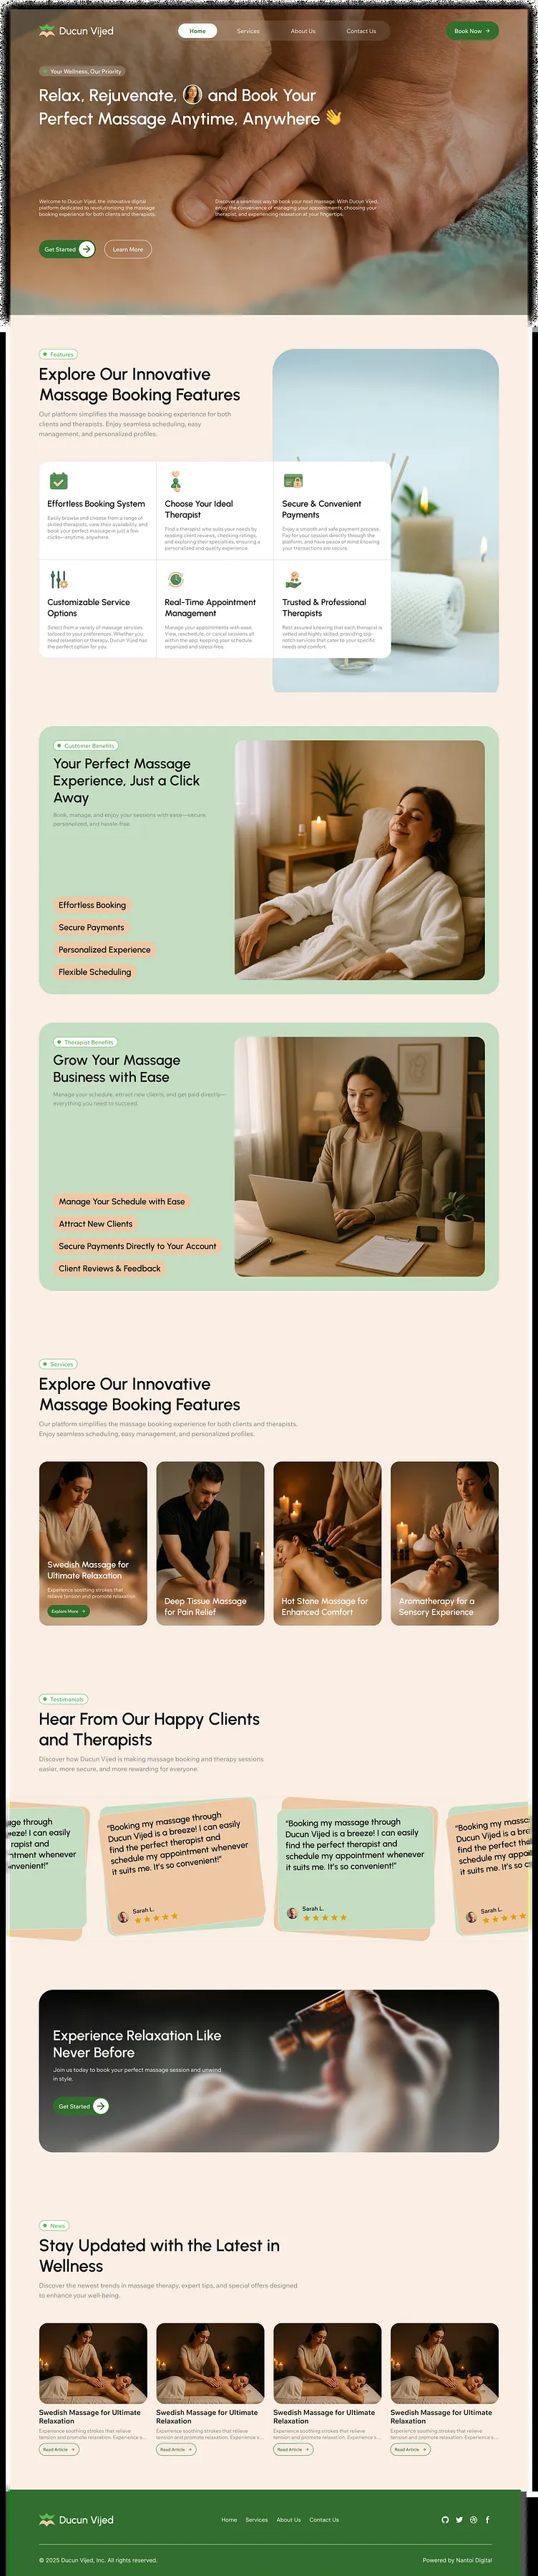 Ducun Vijed
Home
Services
About Us
Contact Us
Book Now
Your Wellness, Our Priority
Relax, Rejuvenate, and Book Your
Perfect Massage Anytime, Anywhere 👋
Welcome to Ducun Vijed, the innovative digital
platform dedicated to revolutionizing the massage
booking experience for both clients and therapists.
Discover a seamless way to book your next massage. With Ducun Vijed,
enjoy the convenience of managing your appointments, choosing your
therapist, and experiencing relaxation at your fingertips.
Get Started
Learn More
Features
Explore Our Innovative
Massage Booking Features
Our platform simplifies the massage booking experience for both
clients and therapists. Enjoy seamless scheduling, easy
management, and personalized profiles.
Effortless Booking System
Easily browse and choose from a range of
skilled therapists, view their availability, and
book your perfect massage in just a few
clicks—anytime, anywhere.
Choose Your Ideal
Therapist
Find a therapist who suits your needs by
reading client reviews, checking ratings,
and exploring their specialties, ensuring a
personalized and quality experience.
Secure & Convenient
Payments
Enjoy a smooth and safe payment process.
Pay for your session directly through the
platform, and have peace of mind knowing
your transactions are secure.
Customizable Service
Options
Select from a variety of massage services
tailored to your preferences. Whether you
need relaxation or therapy, Ducun Vijed has
the perfect option for you.
Real-Time Appointment
Management
Manage your appointments with ease.
View, reschedule, or cancel sessions all
within the app, keeping your schedule
organized and stress-free.
Trusted & Professional
Therapists
Rest assured knowing that each therapist is
vetted and highly skilled, providing top-
notch services that cater to your specific
needs and comfort.
Customer Benefits
Your Perfect Massage
Experience, Just a Click
Away
Book, manage, and enjoy your sessions with ease—secure,
personalized, and hassle-free.
Effortless Booking
Secure Payments
Personalized Experience
Flexible Scheduling
Therapist Benefits
Grow Your Massage
Business with Ease
Manage your schedule, attract new clients, and get paid directly—
everything you need to succeed.
Manage Your Schedule with Ease
Attract New Clients
Secure Payments Directly to Your Account
Client Reviews & Feedback
Services
Explore Our Innovative
Massage Booking Features
Our platform simplifies the massage booking experience for both clients and therapists.
Enjoy seamless scheduling, easy management, and personalized profiles.
Swedish Massage for
Ultimate Relaxation
Experience soothing strokes that
relieve tension and promote relaxation.
Explore More
Deep Tissue Massage
for Pain Relief
Hot Stone Massage for
Enhanced Comfort
Aromatherapy for a
Sensory Experience
Testimonials
Hear From Our Happy Clients
and Therapists
Discover how Ducun Vijed is making massage booking and therapy sessions
easier, more secure, and more rewarding for everyone.
ge through
eeze! I can easily
rapist and
ntment whenever
nvenient!"
"Booking my massage through
Ducun Vijed is a breeze! I can easily
find the perfect therapist and
schedule my appointment whenever
it suits me. It's so convenient!"
Sarah L.
"Booking my massage through
Ducun Vijed is a breeze! I can easily
find the perfect therapist and
schedule my appointment whenever
it suits me. It's so convenient!"
Sarah L.
"Booking my massa
Ducun Vijed is a bre
find the perfect the
schedule my appoi
it suits me. It's so c
Sarah L.
Experience Relaxation Like
Never Before
Join us today to book your perfect massage session and unwind
in style.
Get Started
News
Stay Updated with the Latest in
Wellness
Discover the newest trends in massage therapy, expert tips, and special offers designed
to enhance your well-being.
Swedish Massage for Ultimate
Relaxation
Experience soothing strokes that relieve
tension and promote relaxation. Experience s...
Read Article
Swedish Massage for Ultimate
Relaxation
Experience soothing strokes that relieve
tension and promote relaxation. Experience s...
Read Article
Swedish Massage for Ultimate
Relaxation
Experience soothing strokes that relieve
tension and promote relaxation. Experience s...
Read Article
Swedish Massage for Ultimate
Relaxation
Experience soothing strokes that relieve
tension and promote relaxation. Experience s...
Read Article
Ducun Vijed
Home
Services
About Us
Contact Us
© 2025 Ducun Vijed, Inc. All rights reserved.
Powered by Nantoi Digital